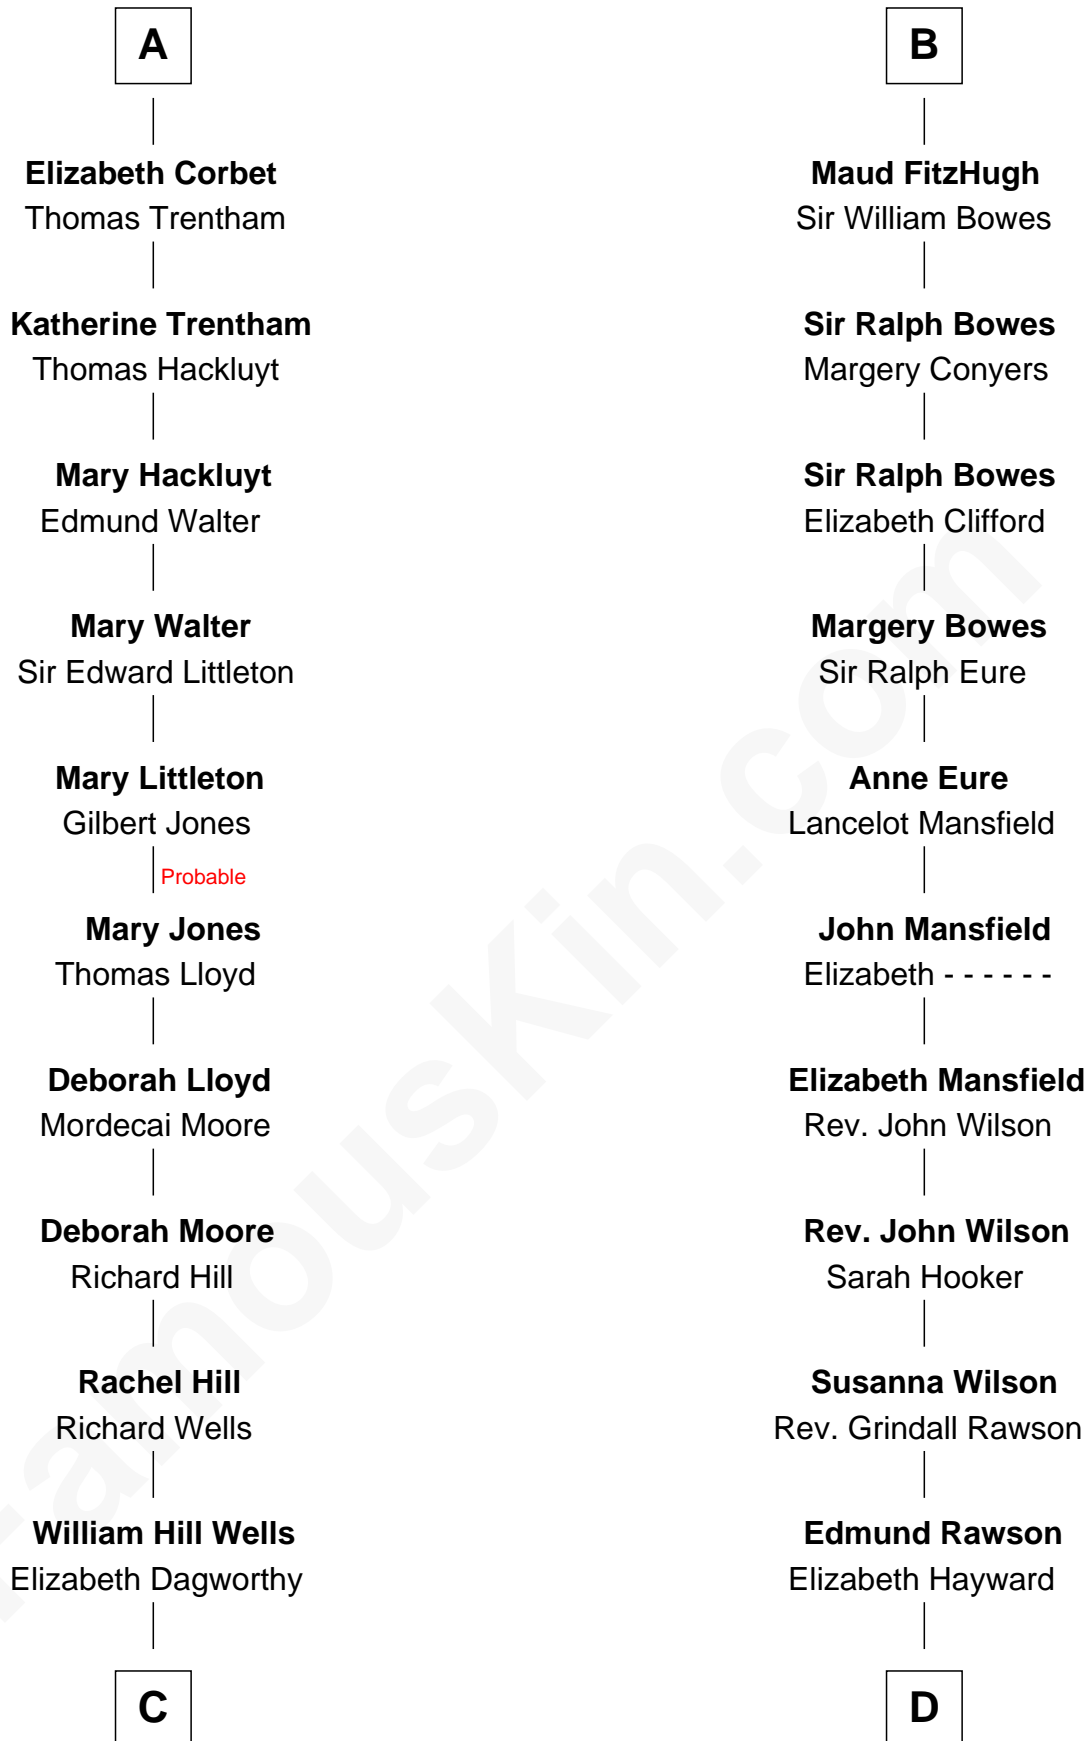 A
Elizabeth Corbet
Thomas Trentham
Katherine Trentham
Thomas Hackluyt
Mary Hackluyt
Edmund Walter
Mary Walter
Sir Edward Littleton
Mary Littleton
Gilbert Jones
Probable
Mary Jones
Thomas Lloyd
Deborah Lloyd
Mordecai Moore
Deborah Moore
Richard Hill
Rachel Hill
Richard Wells
William Hill Wells
Elizabeth Dagworthy
C
B
Maud FitzHugh
Sir William Bowes
Sir Ralph Bowes
Margery Conyers
Sir Ralph Bowes
Elizabeth Clifford
Margery Bowes
Sir Ralph Eure
Anne Eure
Lancelot Mansfield
John Mansfield
Elizabeth - - - - - -
Elizabeth Mansfield
Rev. John Wilson
Rev. John Wilson
Sarah Hooker
Susanna Wilson
Rev. Grindall Rawson
Edmund Rawson
Elizabeth Hayward
D
FamousKin.com